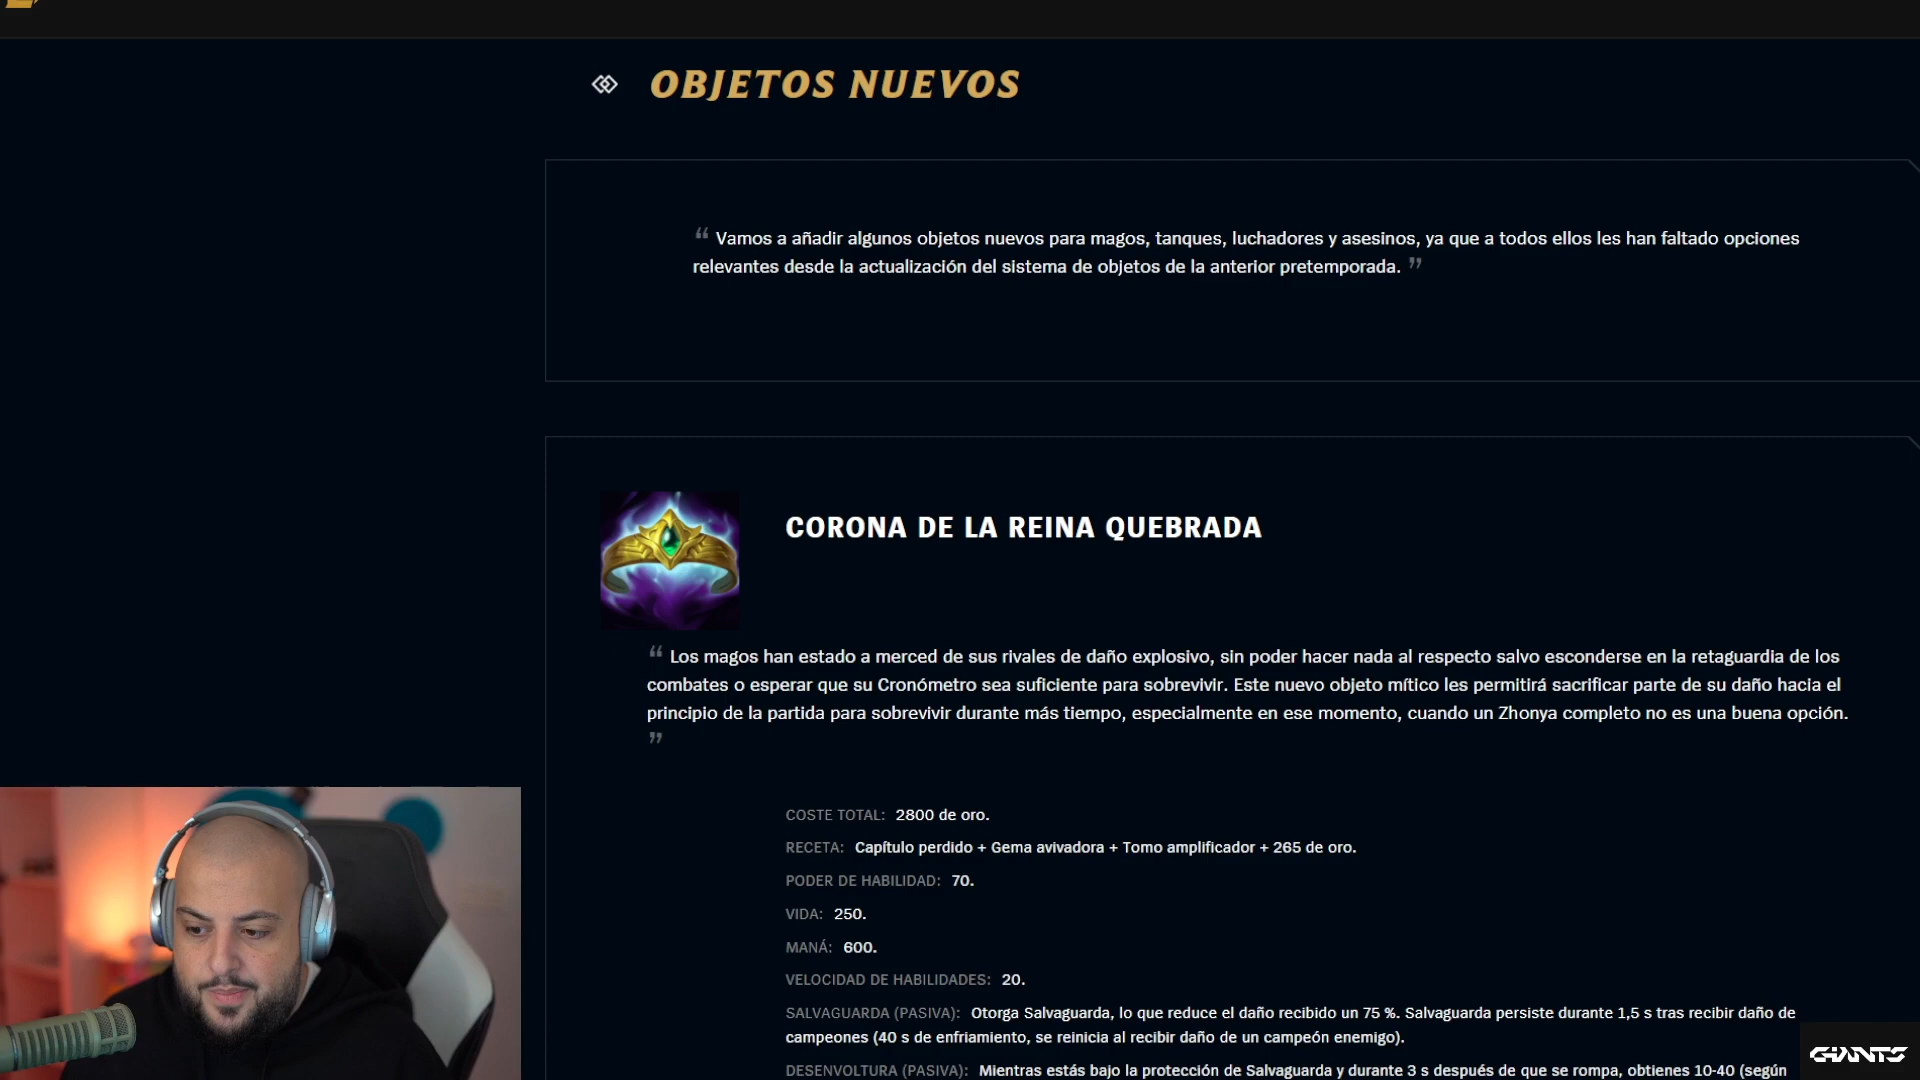 OBJETOS NUEVOS
“ Vamos a añadir algunos objetos nuevos para magos, tanques, luchadores y asesinos, ya que a todos ellos les han faltado opciones
relevantes desde la actualización del sistema de objetos de la anterior pretemporada. ”
CORONA DE LA REINA QUEBRADA
“ Los magos han estado a merced de sus rivales de daño explosivo, sin poder hacer nada al respecto salvo esconderse en la retaguardia de los
combates o esperar que su Cronómetro sea suficiente para sobrevivir. Este nuevo objeto mítico les permitirá sacrificar parte de su daño hacia el
principio de la partida para sobrevivir durante más tiempo, especialmente en ese momento, cuando un Zhonya completo no es una buena opción.
”
COSTE TOTAL: 2800 de oro.
RECETA: Capítulo perdido + Gema avivadora + Tomo amplificador + 265 de oro.
PODER DE HABILIDAD: 70.
VIDA: 250.
MANÁ: 600.
VELOCIDAD DE HABILIDADES: 20.
SALVAGUARDA (PASIVA): Otorga Salvaguarda, lo que reduce el daño recibido un 75 %. Salvaguarda persiste durante 1,5 s tras recibir daño de
campeones (40 s de enfriamiento, se reinicia al recibir daño de un campeón enemigo).
DESENVOLTURA (PASIVA): Mientras estás bajo la protección de Salvaguarda y durante 3 s después de que se rompa, obtienes 10-40 (según
GIANTS